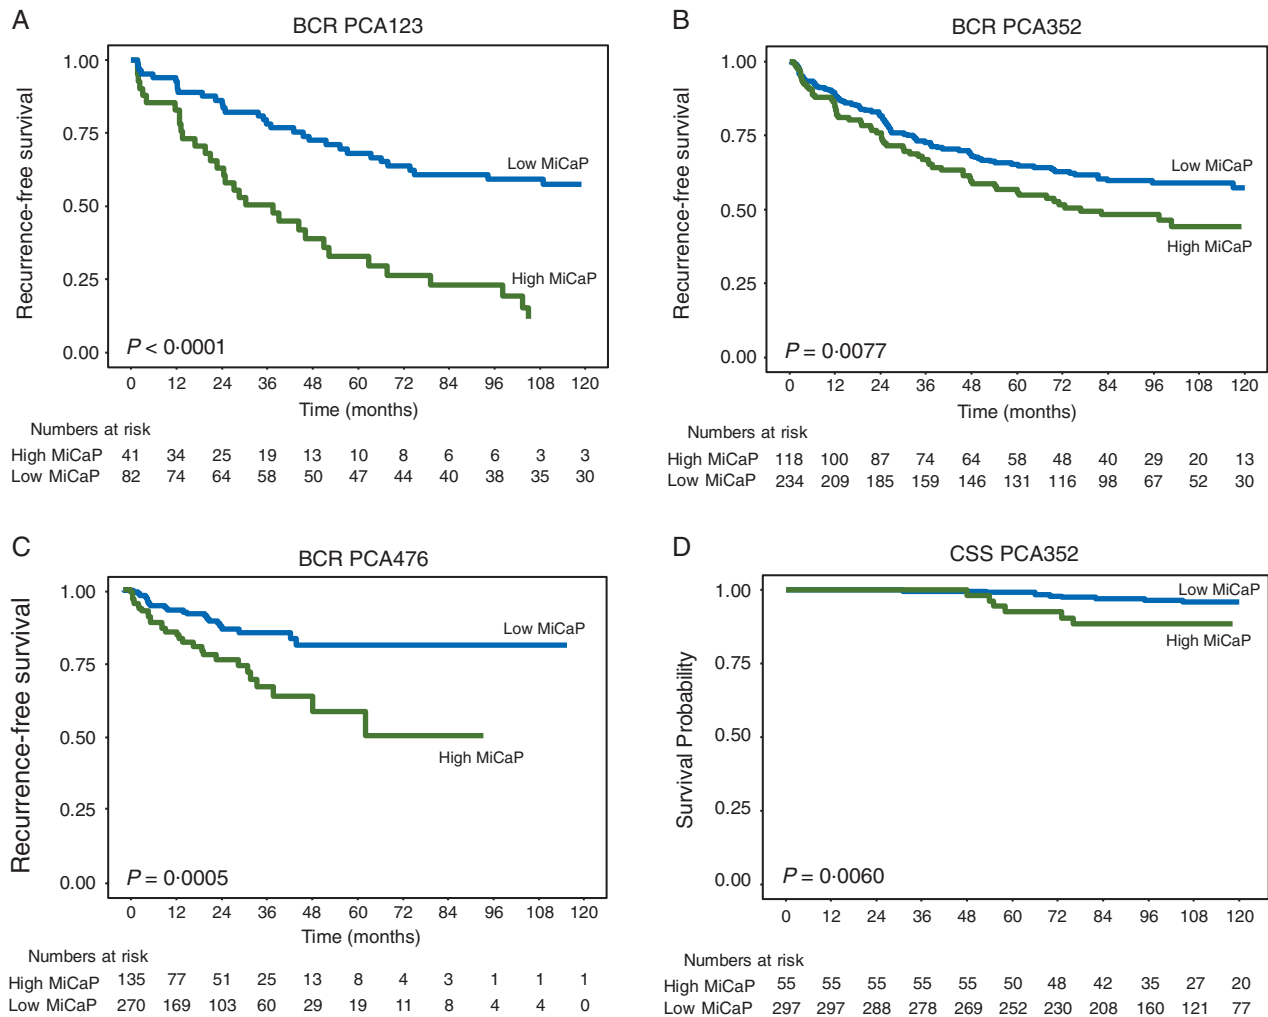 A
BCR PCA123
Recurrence-free survival
1.00
0.75
0.50
0.25
0.00
Low MiCaP
High MiCaP
P < 0·0001
0 12 24 36 48 60 72 84 96 108 120
Time (months)
Numbers at risk
High MiCaP 41 34 25 19 13 10 8 6 6 3 3
Low MiCaP 82 74 64 58 50 47 44 40 38 35 30
B
BCR PCA352
Recurrence-free survival
1.00
0.75
0.50
0.25
0.00
Low MiCaP
High MiCaP
P = 0·0077
0 12 24 36 48 60 72 84 96 108 120
Time (months)
Numbers at risk
High MiCaP 118 100 87 74 64 58 48 40 29 20 13
Low MiCaP 234 209 185 159 146 131 116 98 67 52 30
C
BCR PCA476
Recurrence-free survival
1.00
0.75
0.50
0.25
0.00
Low MiCaP
High MiCaP
P = 0·0005
0 12 24 36 48 60 72 84 96 108 120
Time (months)
Numbers at risk
High MiCaP 135 77 51 25 13 8 4 3 1 1 1
Low MiCaP 270 169 103 60 29 19 11 8 4 4 0
D
CSS PCA352
Survival Probability
1.00
0.75
0.50
0.25
0.00
Low MiCaP
High MiCaP
P = 0·0060
0 12 24 36 48 60 72 84 96 108 120
Numbers at risk
High MiCaP 55 55 55 55 55 50 48 42 35 27 20
Low MiCaP 297 297 288 278 269 252 230 208 160 121 77